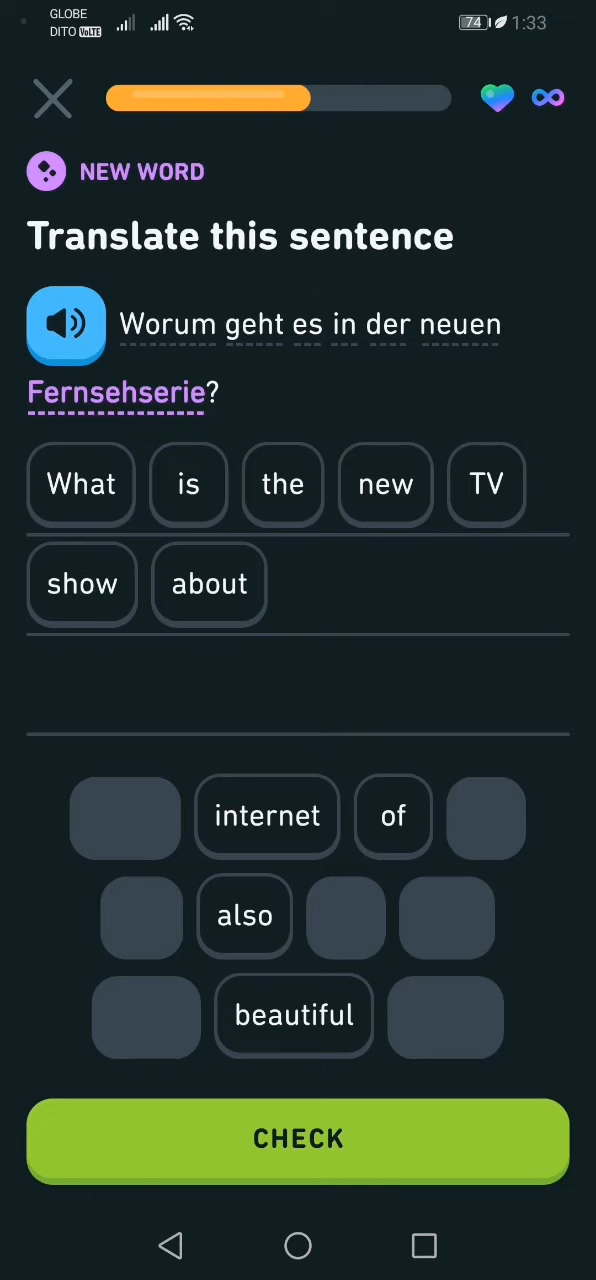 GLOBE
DITO VoLTE
74 1:33
NEW WORD
Translate this sentence
Worum geht es in der neuen
Fernsehserie?
What is the new TV
show about
internet of
also
beautiful
CHECK